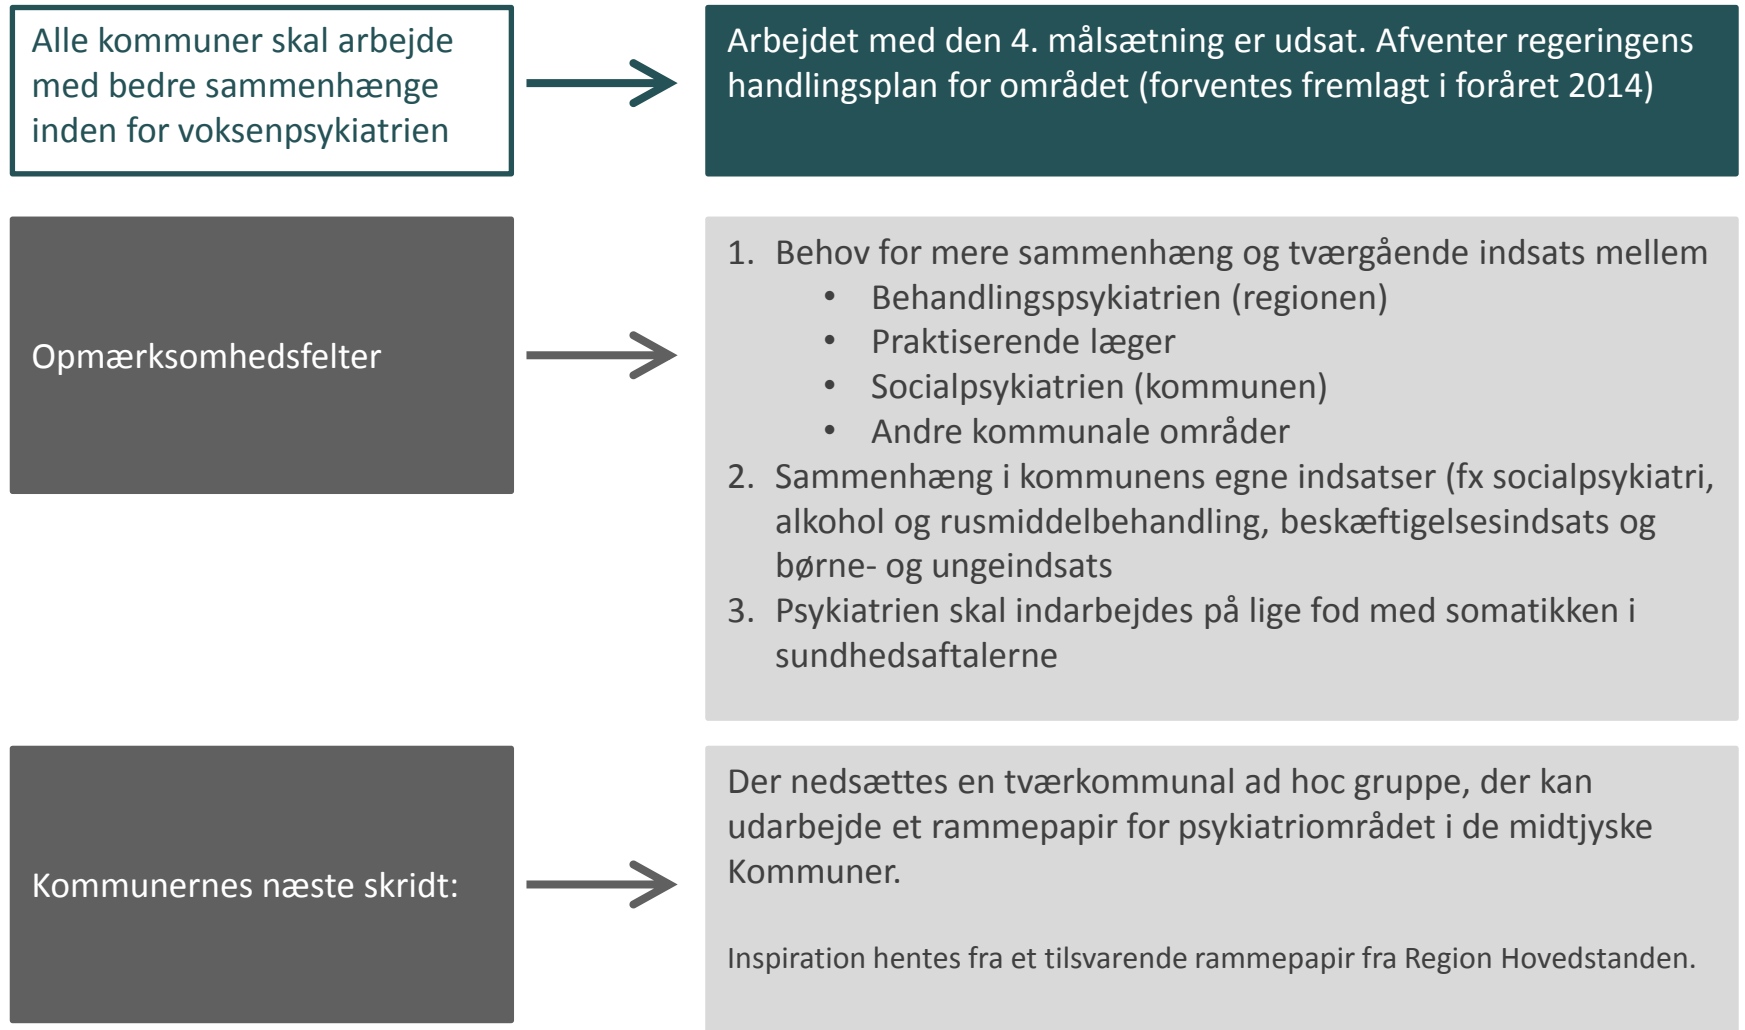 Alle kommuner skal arbejde
med bedre sammenhænge
inden for voksenpsykiatrien
Arbejdet med den 4. målsætning er udsat. Afventer regeringens
handlingsplan for området (forventes fremlagt i foråret 2014)
Opmærksomhedsfelter
1. Behov for mere sammenhæng og tværgående indsats mellem
• Behandlingspsykiatrien (regionen)
• Praktiserende læger
• Socialpsykiatrien (kommunen)
• Andre kommunale områder
2. Sammenhæng i kommunens egne indsatser (fx socialpsykiatri,
alkohol og rusmiddelbehandling, beskæftigelsesindsats og
børne- og ungeindsats
3. Psykiatrien skal indarbejdes på lige fod med somatikken i
sundhedsaftalerne
Kommunernes næste skridt:
Der nedsættes en tværkommunal ad hoc gruppe, der kan
udarbejde et rammepapir for psykiatriområdet i de midtjyske
Kommuner.
Inspiration hentes fra et tilsvarende rammepapir fra Region Hovedstanden.